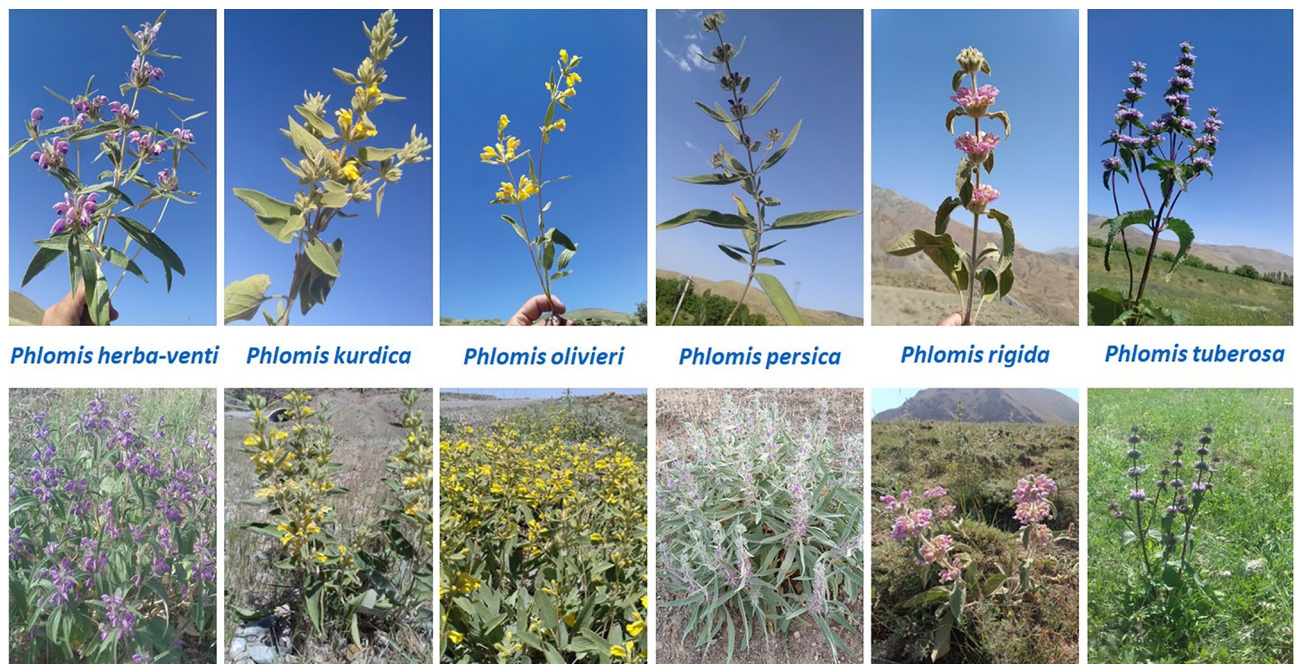 Phlomis herba-venti
Phlomis kurdica
Phlomis olivieri
Phlomis persica
Phlomis rigida
Phlomis tuberosa